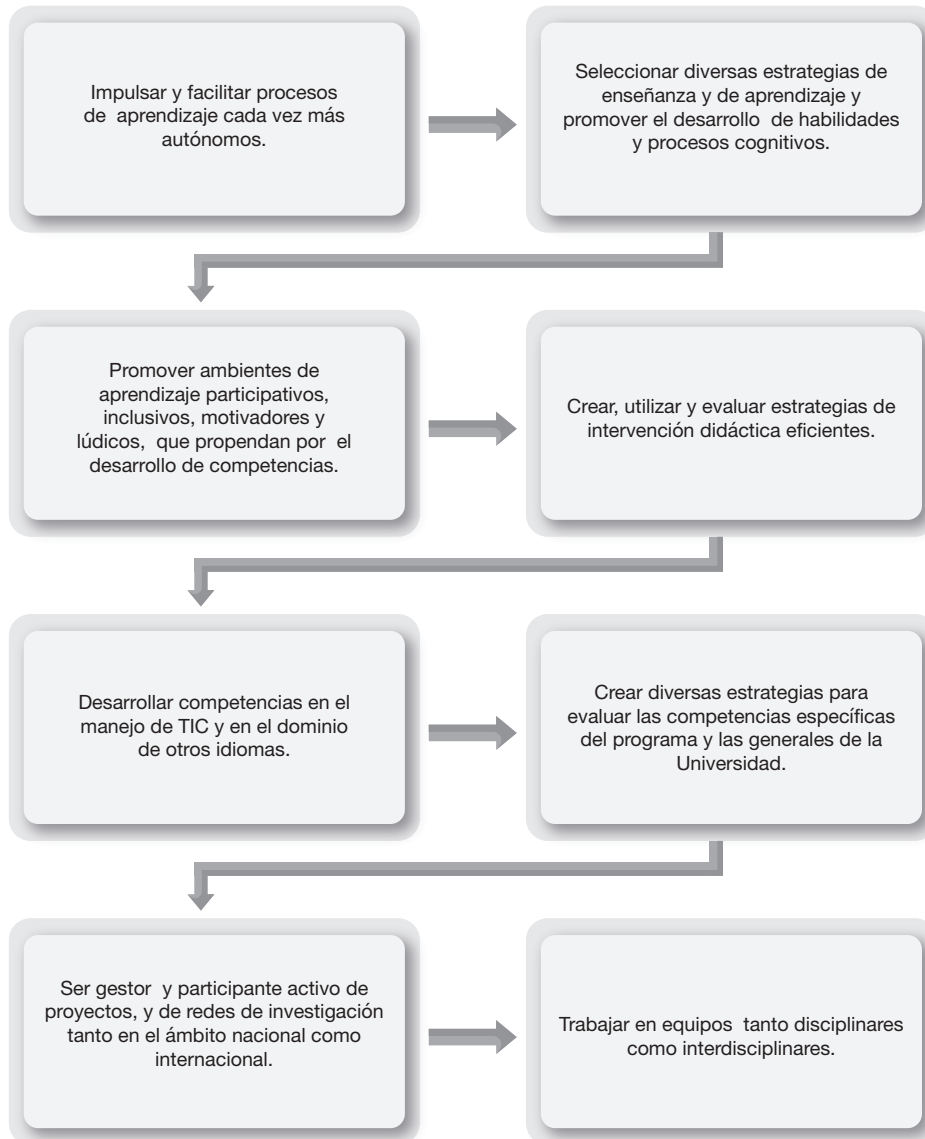 Impulsar y facilitar procesos
de aprendizaje cada vez más
autónomos.
Seleccionar diversas estrategias de
enseñanza y de aprendizaje y
promover el desarrollo de habilidades
y procesos cognitivos.
Promover ambientes de
aprendizaje participativos,
inclusivos, motivadores y
lúdicos, que propendan por el
desarrollo de competencias.
Crear, utilizar y evaluar estrategias de
intervención didáctica eficientes.
Desarrollar competencias en el
manejo de TIC y en el dominio
de otros idiomas.
Crear diversas estrategias para
evaluar las competencias específicas
del programa y las generales de la
Universidad.
Ser gestor y participante activo de
proyectos, y de redes de investigación
tanto en el ámbito nacional como
internacional.
Trabajar en equipos tanto disciplinares
como interdisciplinares.